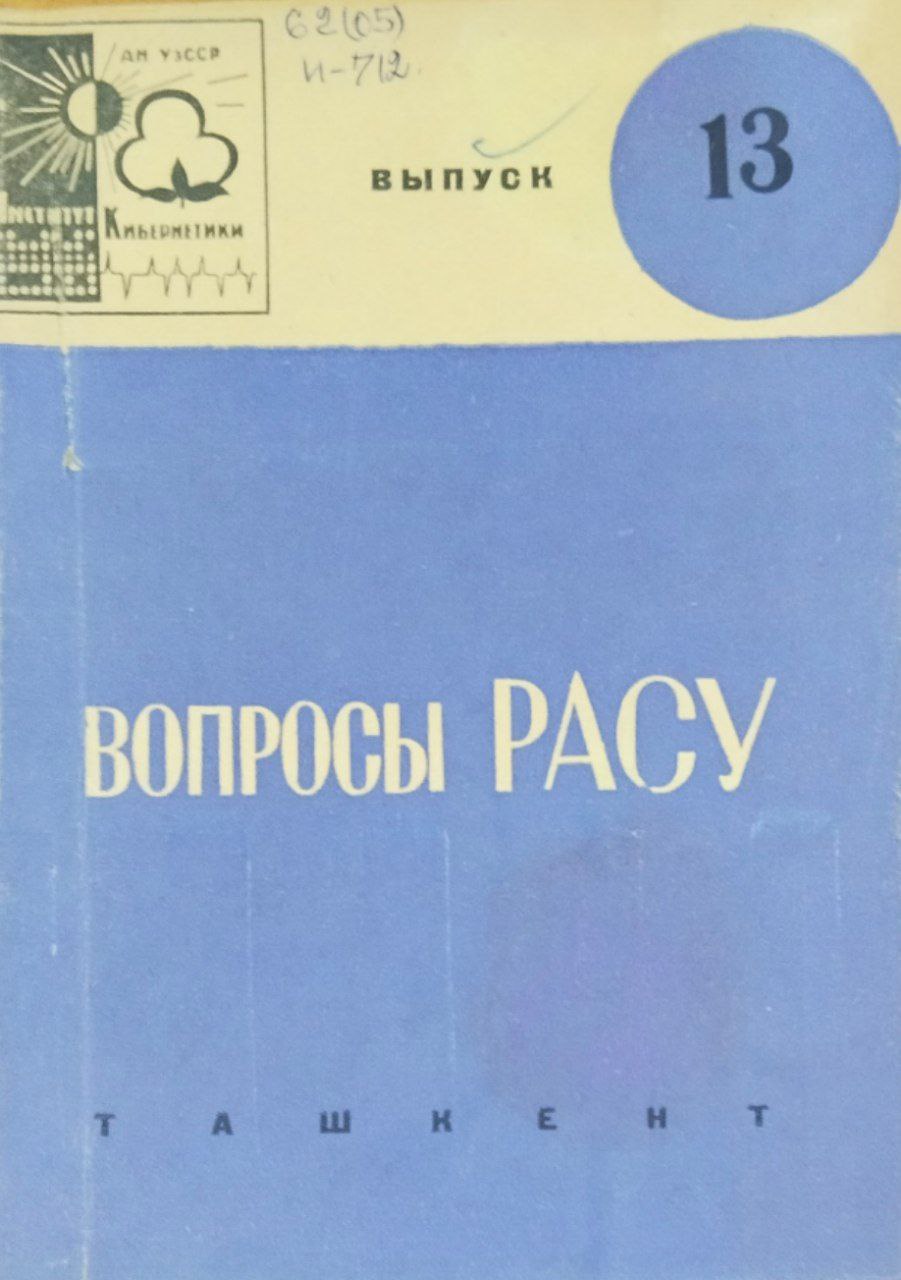 62(05)
И-712
АН УзССР
Кибернетики
ВЫПУСК
13
ВОПРОСЫ РАСУ
ТАШКЕНТ